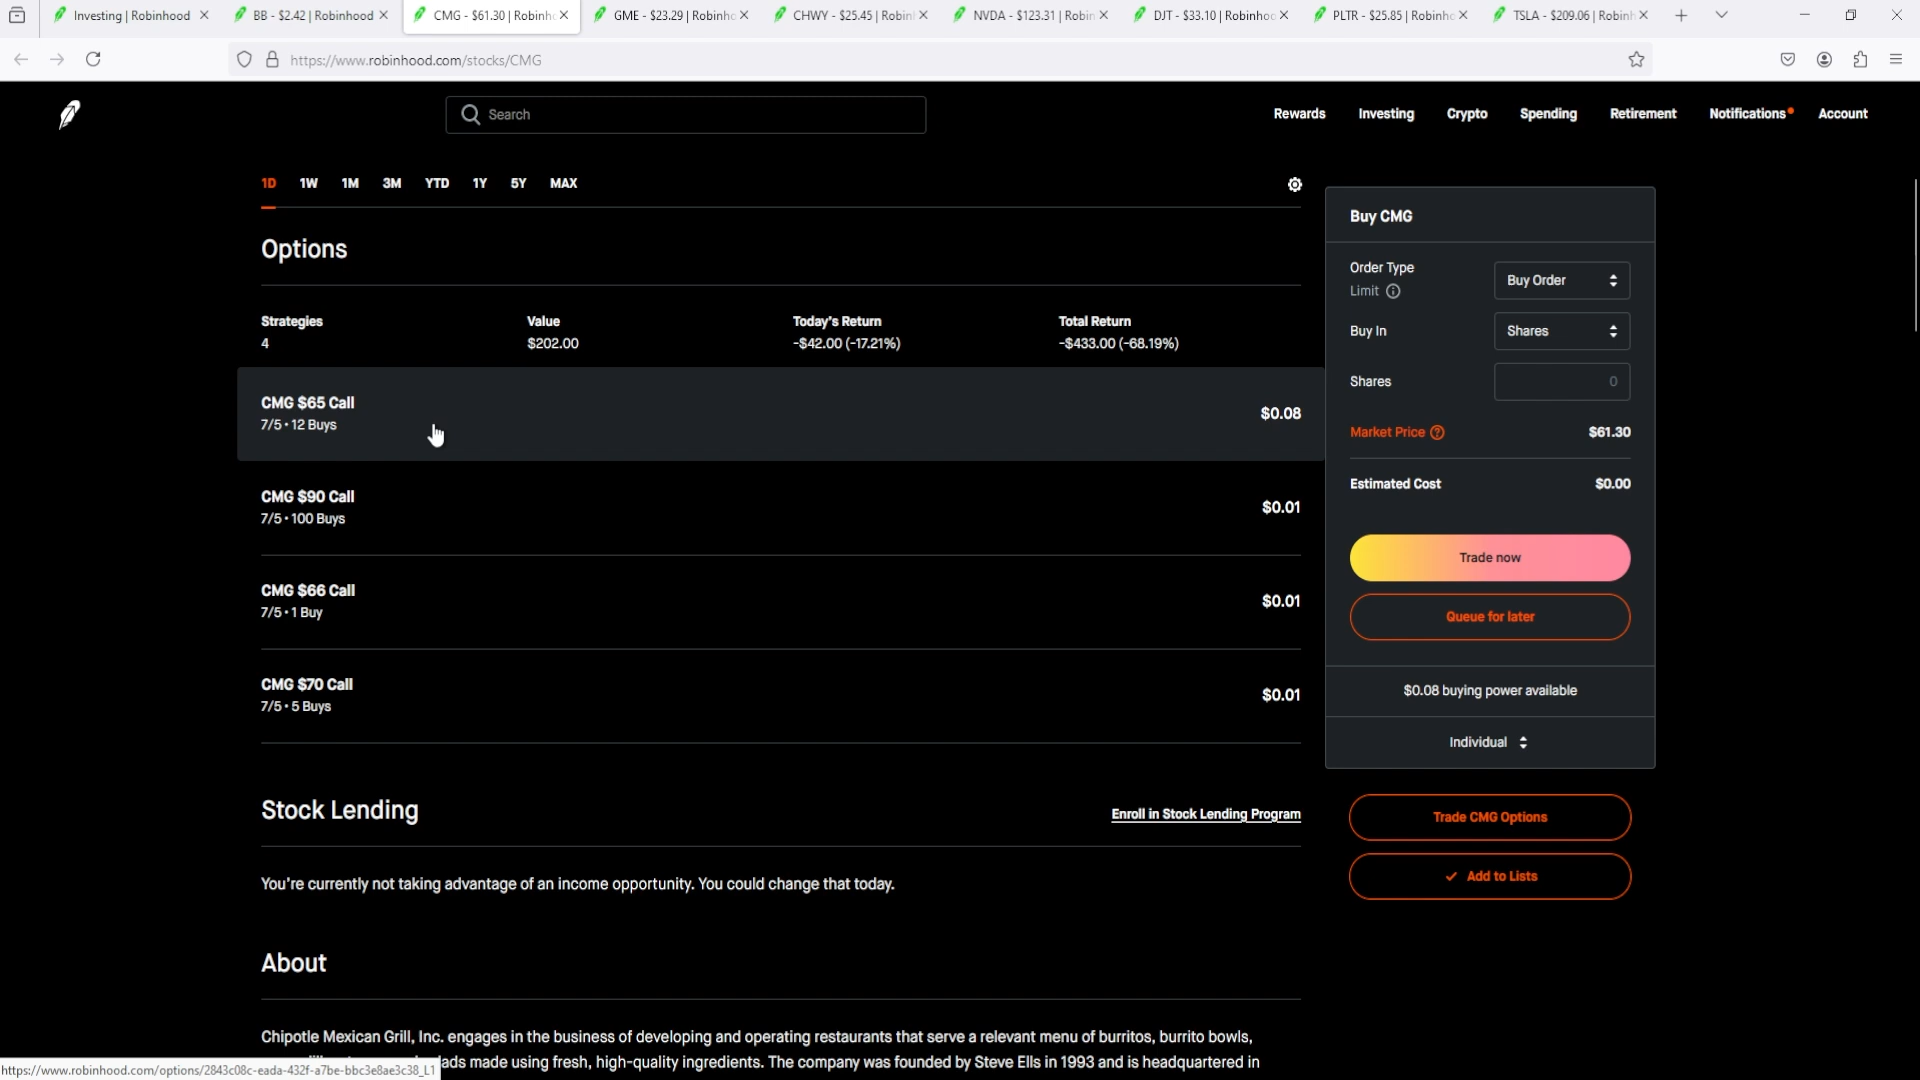 Investing | Robinhood
BB - $2.42 | Robinhood
CMG - $61.30 | Robinh
GME - $23.29 | Robinh
CHWY - $25.45 | Robin
NVDA - $123.31 | Robin
DJT - $33.10 | Robinho
PLTR - $25.85 | Robinh
TSLA - $209.06 | Robin
https://www.robinhood.com/stocks/CMG
Search
Rewards
Investing
Crypto
Spending
Retirement
Notifications
Account
1D 1W 1M 3M YTD 1Y 5Y MAX
Options
Strategies Value Today's Return Total Return
4 $202.00 -$42.00 (-17.21%) -$433.00 (-68.19%)
CMG $65 Call
7/5 • 12 Buys
$0.08
CMG $90 Call
7/5 • 100 Buys
$0.01
CMG $66 Call
7/5 • 1 Buy
$0.01
CMG $70 Call
7/5 • 5 Buys
$0.01
Stock Lending
Enroll in Stock Lending Program
You're currently not taking advantage of an income opportunity. You could change that today.
About
Chipotle Mexican Grill, Inc. engages in the business of developing and operating restaurants that serve a relevant menu of burritos, burrito bowls,
ads made using fresh, high-quality ingredients. The company was founded by Steve Ells in 1993 and is headquartered in
Buy CMG
Order Type
Limit
Buy Order
Buy In
Shares
Shares
0
Market Price
$61.30
Estimated Cost
$0.00
Trade now
Queue for later
$0.08 buying power available
Individual
Trade CMG Options
Add to Lists
https://www.robinhood.com/options/2843c08c-eada-432f-a7be-bbc3e8ae3c38_L1